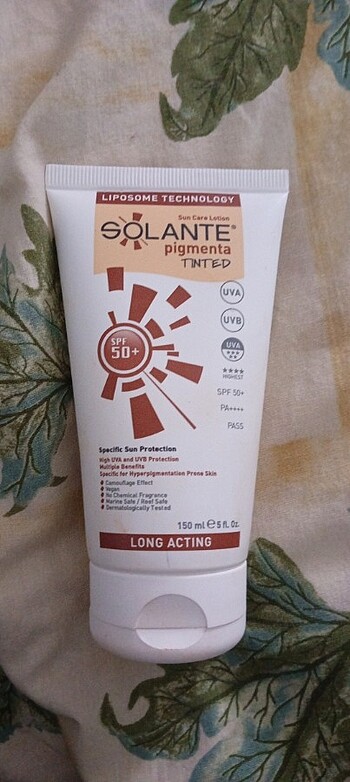 LIPOSOME TECHNOLOGY
Sun Care Lotion
SOLANTE®
pigmenta
TINTED
UVA
UVB
UVA
HIGHEST
SPF
50+
SPF 50+
PA++++
PASS
Specific Sun Protection
High UVA and UVB Protection
Multiple Benefits
Specific for Hyperpigmentation Prone Skin
Camouflage Effect
Vegan
No Chemical Fragrance
Marine Safe / Reef Safe
Dermatologically Tested
150 ml ℮ 5 fl. Oz.
LONG ACTING